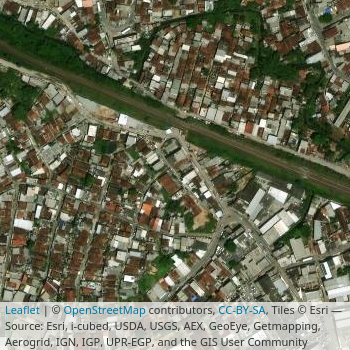 Leaflet | © OpenStreetMap contributors, CC-BY-SA, Tiles © Esri —
Source: Esri, i-cubed, USDA, USGS, AEX, GeoEye, Getmapping,
Aerogrid, IGN, IGP, UPR-EGP, and the GIS User Community